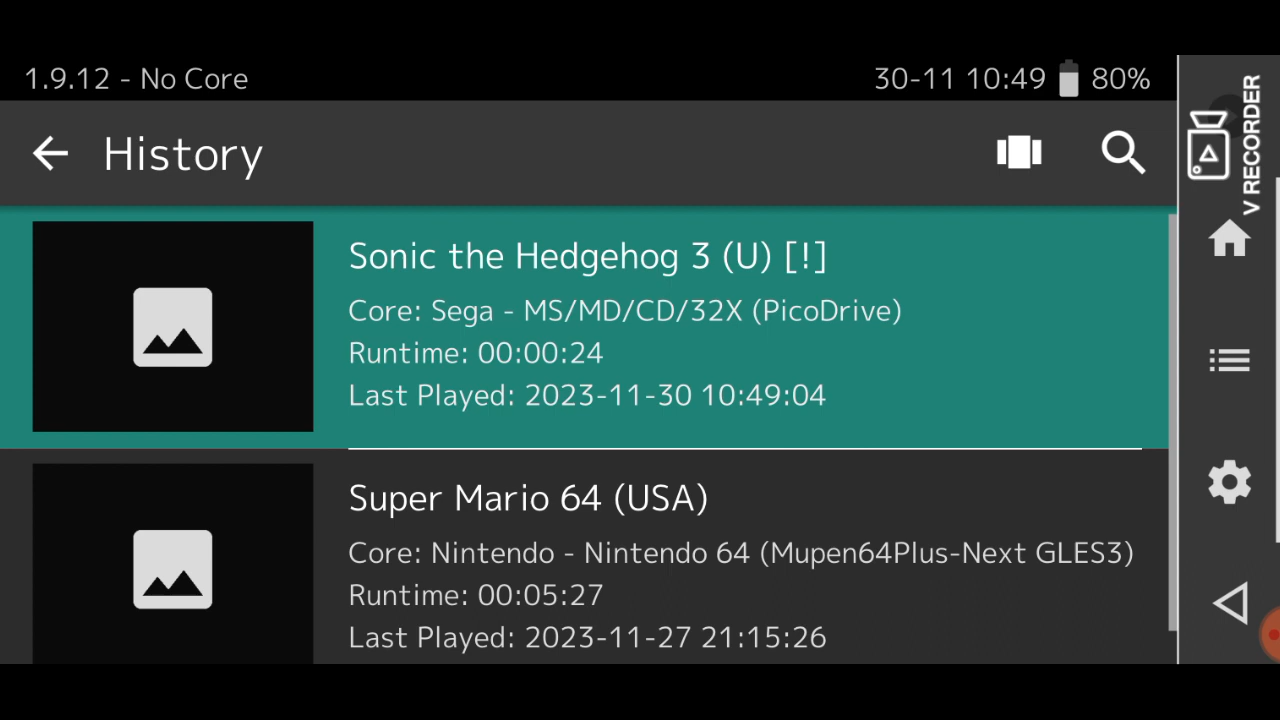 1.9.12 - No Core
30-11 10:49 80%
History
V RECORDER
Sonic the Hedgehog 3 (U) [!]
Core: Sega - MS/MD/CD/32X (PicoDrive)
Runtime: 00:00:24
Last Played: 2023-11-30 10:49:04
Super Mario 64 (USA)
Core: Nintendo - Nintendo 64 (Mupen64Plus-Next GLES3)
Runtime: 00:05:27
Last Played: 2023-11-27 21:15:26